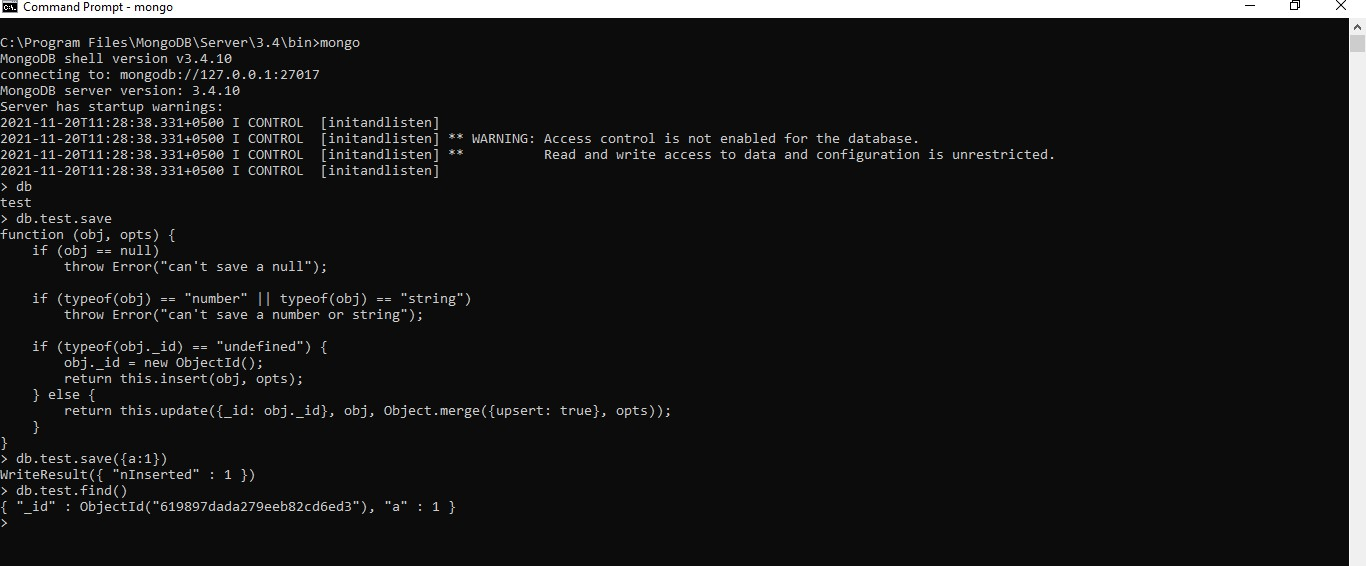 Command Prompt - mongo
C:\Program Files\MongoDB\Server\3.4\bin>mongo
MongoDB shell version v3.4.10
connecting to: mongodb://127.0.0.1:27017
MongoDB server version: 3.4.10
Server has startup warnings:
2021-11-20T11:28:38.331+0500 I CONTROL  [initandlisten]
2021-11-20T11:28:38.331+0500 I CONTROL  [initandlisten] ** WARNING: Access control is not enabled for the database.
2021-11-20T11:28:38.331+0500 I CONTROL  [initandlisten] **          Read and write access to data and configuration is unrestricted.
2021-11-20T11:28:38.331+0500 I CONTROL  [initandlisten]
> db
test
> db.test.save
function (obj, opts) {
    if (obj == null)
        throw Error("can't save a null");
    if (typeof(obj) == "number" || typeof(obj) == "string")
        throw Error("can't save a number or string");
    if (typeof(obj._id) == "undefined") {
        obj._id = new ObjectId();
        return this.insert(obj, opts);
    } else {
        return this.update({_id: obj._id}, obj, Object.merge({upsert: true}, opts));
    }
}
> db.test.save({a:1})
WriteResult({ "nInserted" : 1 })
> db.test.find()
{ "_id" : ObjectId("619897dada279eeb82cd6ed3"), "a" : 1 }
>